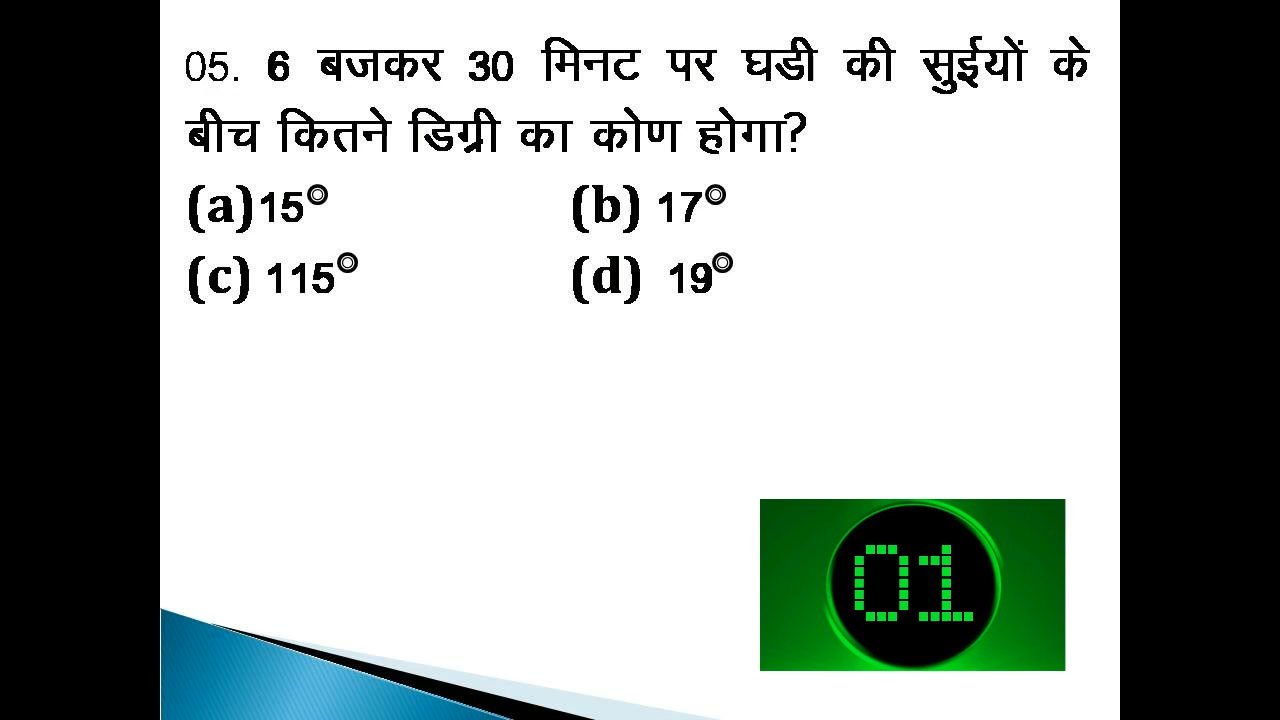 05. 6 बजकर 30 मिनट पर घडी की सुईयों के
बीच कितने डिग्री का कोण होगा?
(a)15° (b) 17°
(c) 115° (d) 19°
01